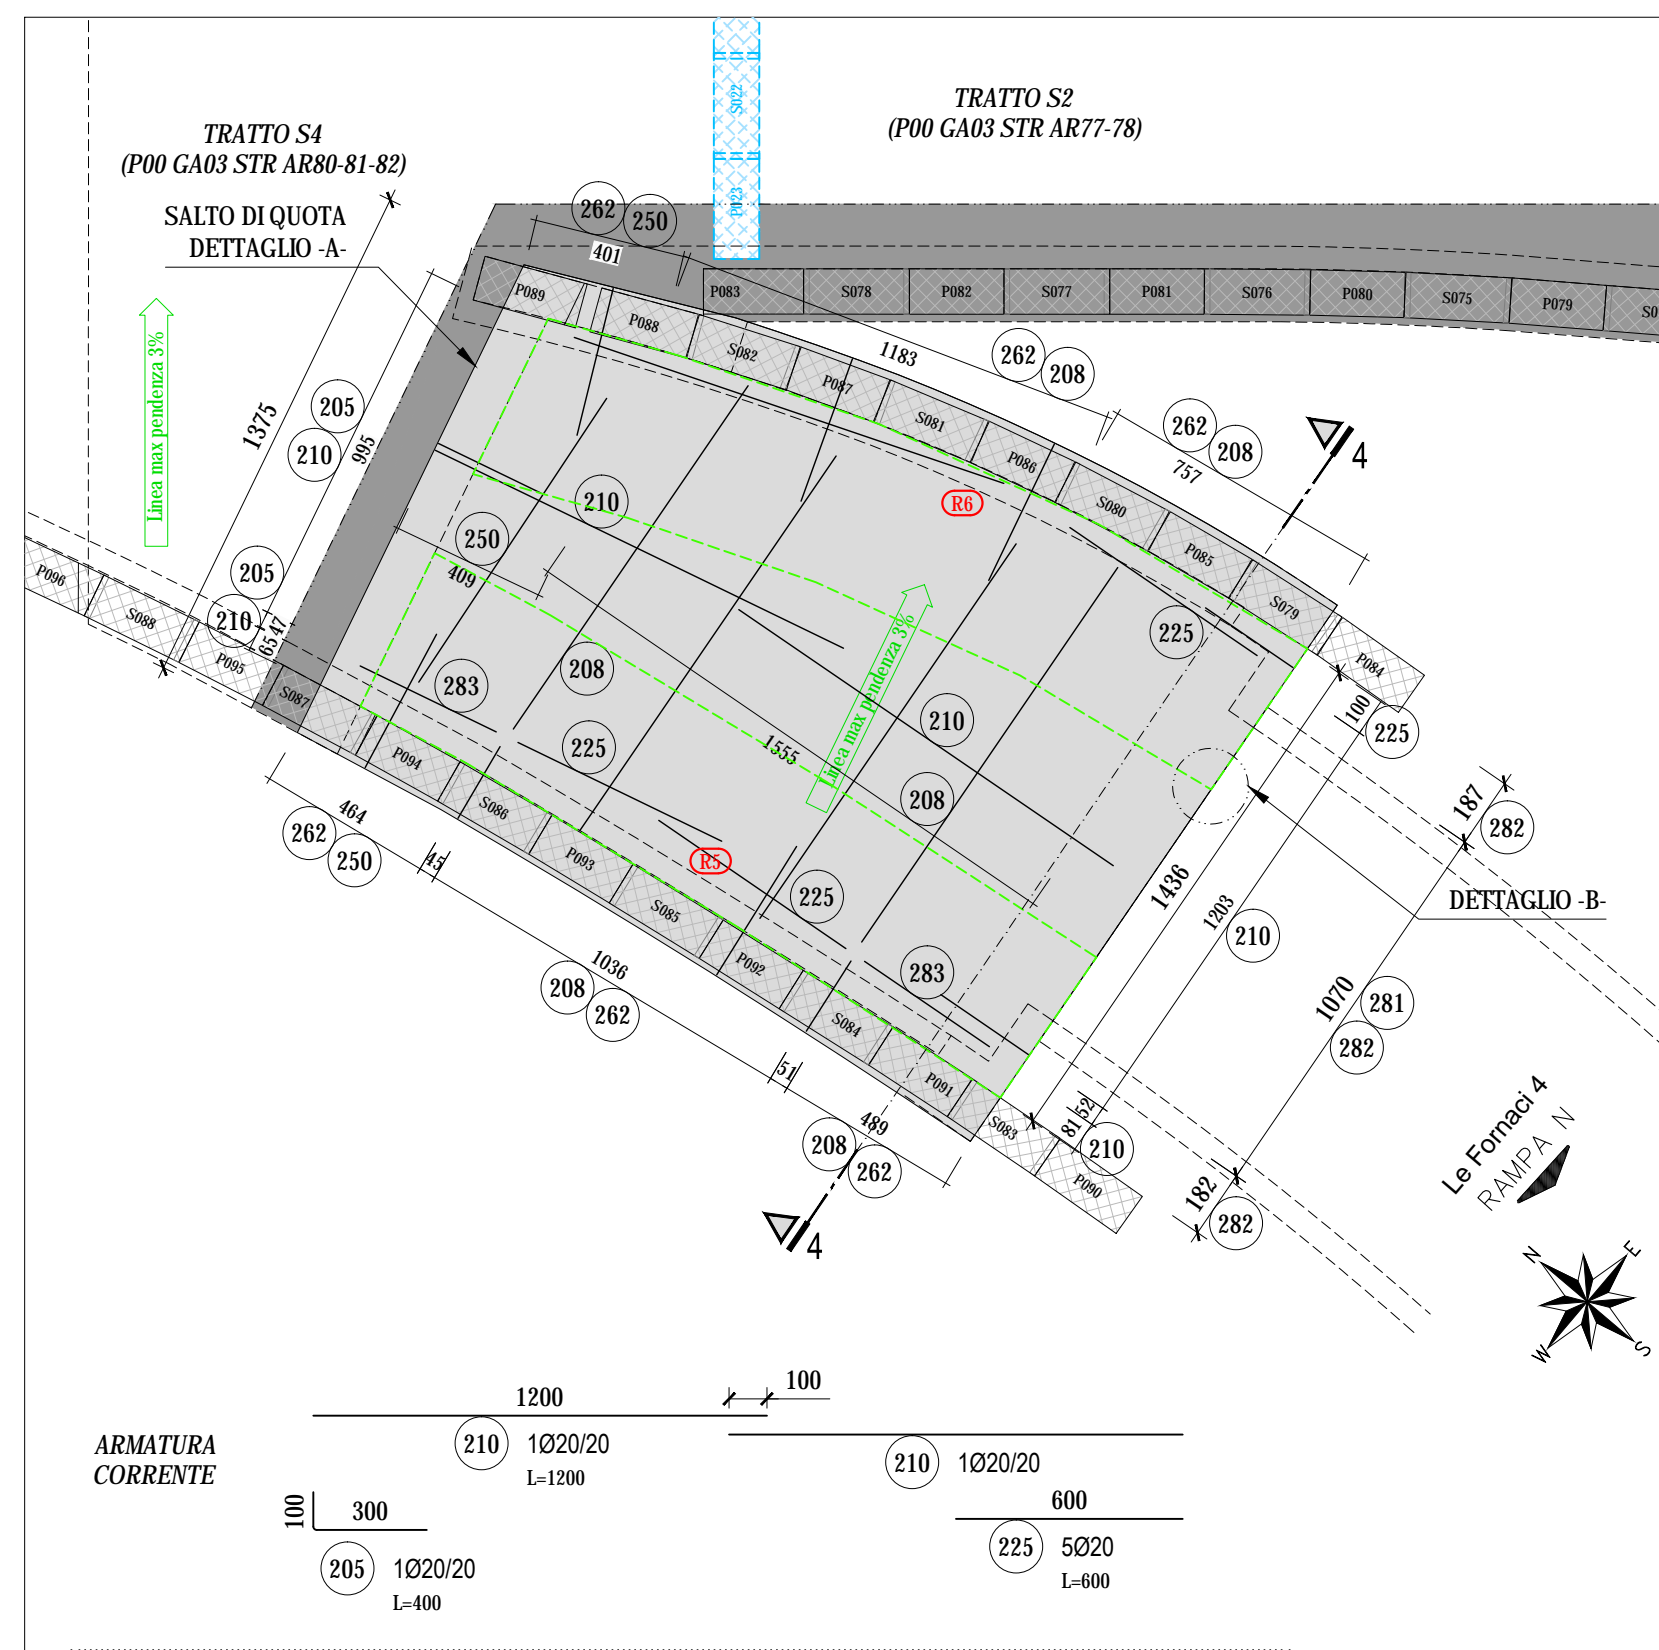 TRATTO S4
(P00 GA03 STR AR80-81-82)
SALTO DI QUOTA
DETTAGLIO -A-
TRATTO S2
(P00 GA03 STR AR77-78)
S022
P023
262
250
401
P089
P088
S082
P087
S081
P086
S080
P085
S079
P084
P083
S078
P082
S077
P081
S076
P080
S075
P079
S0
1183
262
208
262
208
757
4
Linea max pendenza 3%
1375
205
210
995
205
210
65
47
P096
S088
P095
S087
P094
S086
P093
S085
P092
S084
P091
S083
P090
210
250
409
R6
225
283
208
225
1555
Linea max pendenza 3%
210
208
R5
225
283
100
225
187
282
1436
1203
210
DETTAGLIO -B-
1070
281
282
464
262
250
45
1036
208
262
51
489
208
262
4
81
52
210
182
282
Le Fornaci 4
RAMPA N
N
E
W
S
ARMATURA
CORRENTE
1200
100
210 1Ø20/20
L=1200
210 1Ø20/20
100
300
205 1Ø20/20
L=400
600
225 5Ø20
L=600